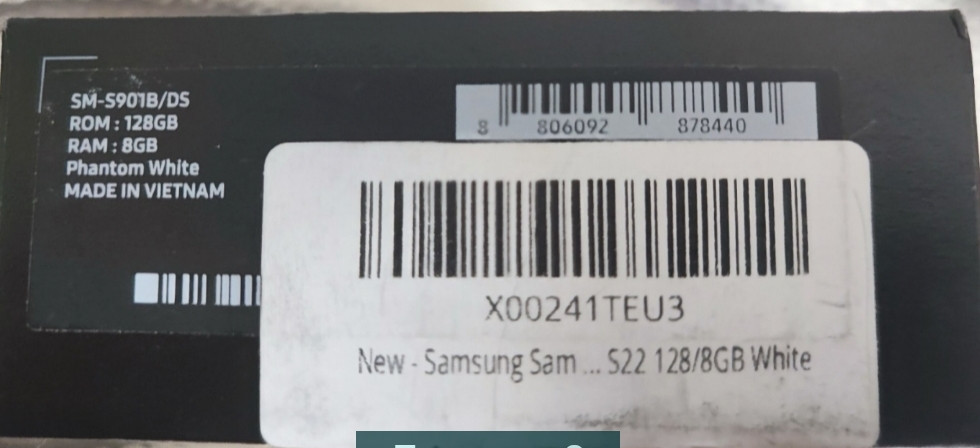 SM-S901B/DS
ROM : 128GB
RAM : 8GB
Phantom White
MADE IN VIETNAM
8 806092 878440
X00241TEU3
New - Samsung Sam ... S22 128/8GB White